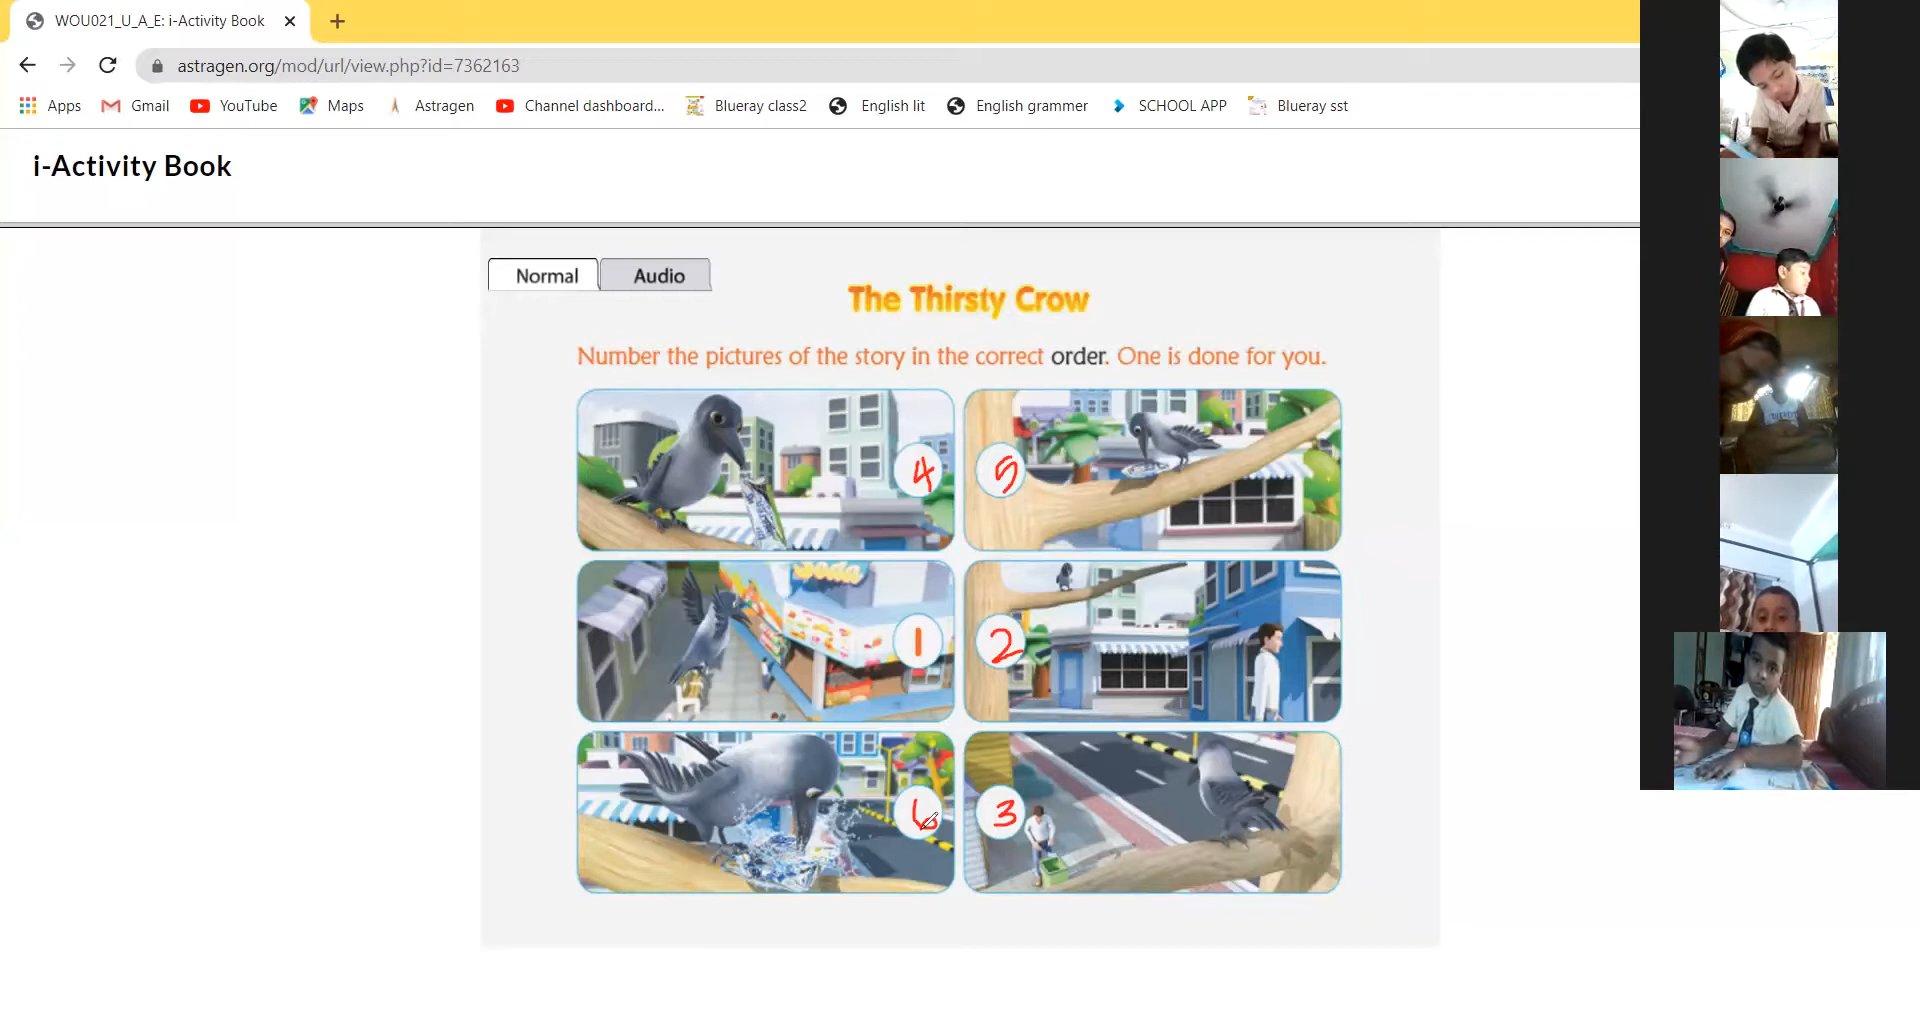 WOU021_U_A_E: i-Activity Book
astragen.org/mod/url/view.php?id=7362163
Apps Gmail YouTube Maps Astragen Channel dashboard... Blueray class2 English lit English grammer SCHOOL APP Blueray sst
i-Activity Book
Normal Audio
The Thirsty Crow
Number the pictures of the story in the correct order. One is done for you.
4 5
Soda
1 2
6 3